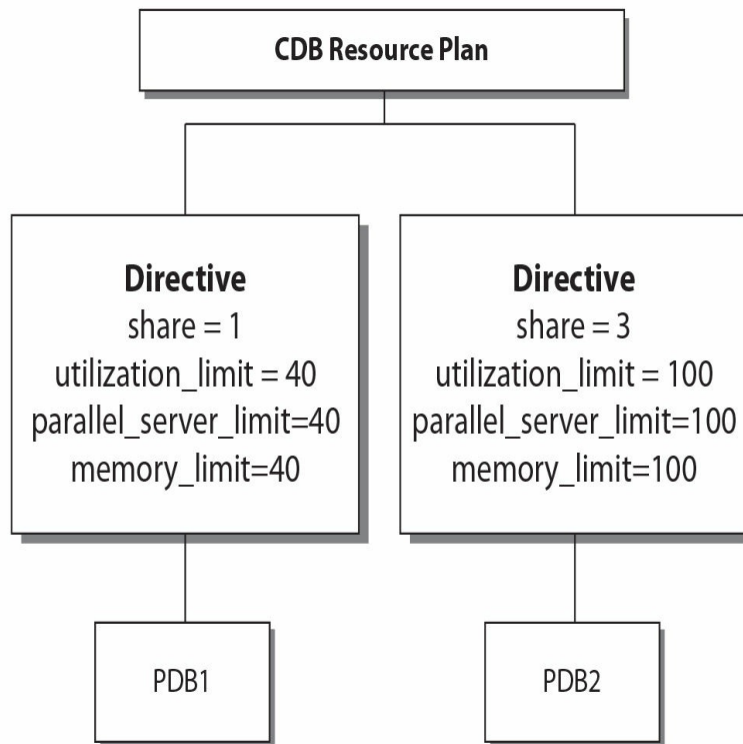 CDB Resource Plan
Directive
share = 1
utilization_limit = 40
parallel_server_limit=40
memory_limit=40
Directive
share = 3
utilization_limit = 100
parallel_server_limit=100
memory_limit=100
PDB1
PDB2